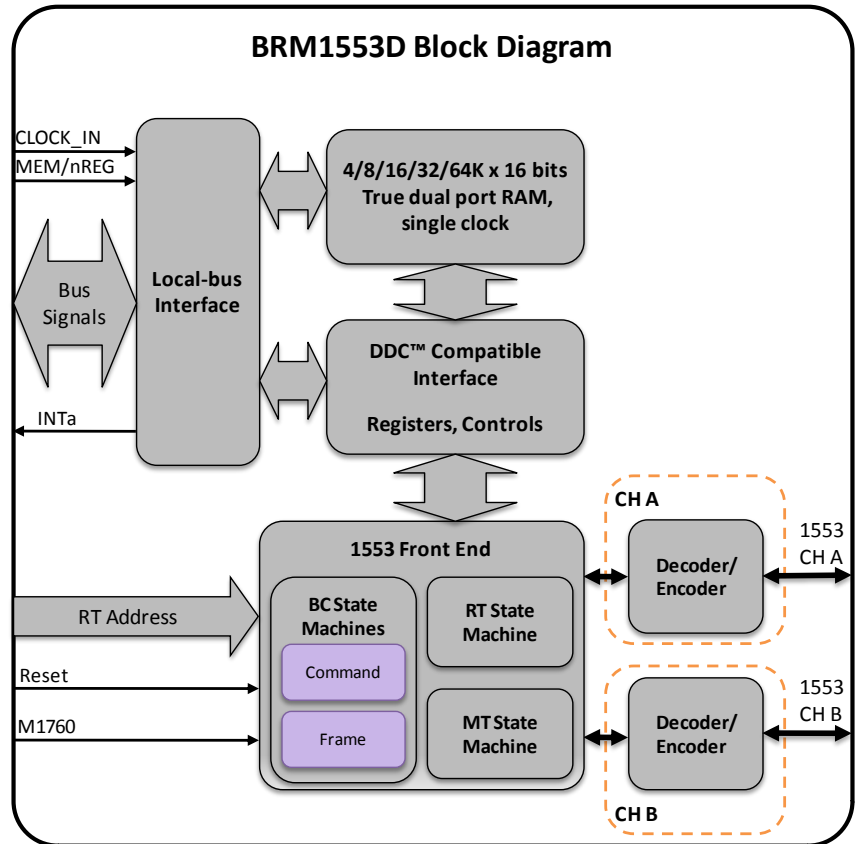 BRM1553D Block Diagram
CLOCK_IN
MEM/nREG
Bus
Signals
INTa
Local-bus
Interface
4/8/16/32/64K x 16 bits
True dual port RAM,
single clock
DDC™ Compatible
Interface
Registers, Controls
RT Address
Reset
M1760
1553 Front End
BC State
Machines
Command
Frame
RT State
Machine
MT State
Machine
CH A
Decoder/
Encoder
1553
CH A
Decoder/
Encoder
CH B
1553
CH B